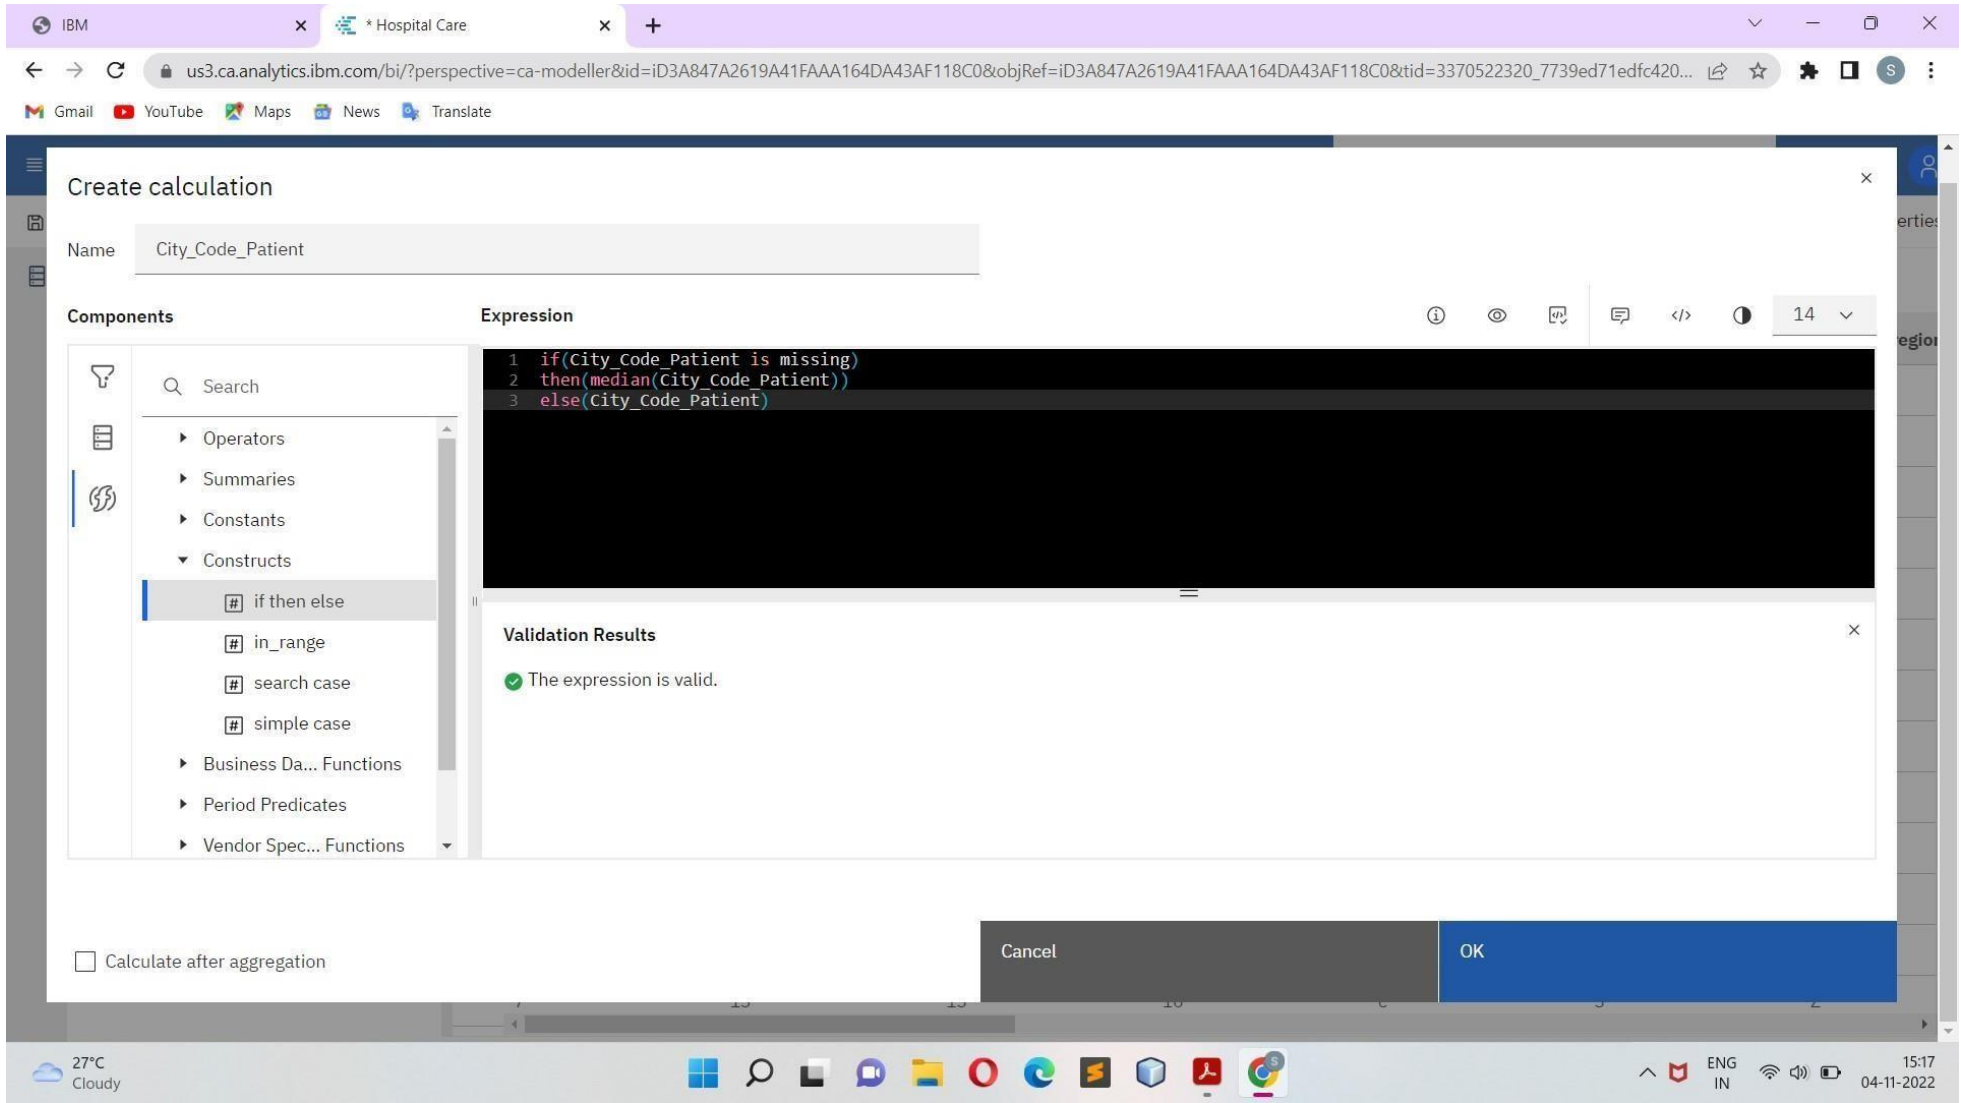 IBM
* Hospital Care
us3.ca.analytics.ibm.com/bi/?perspective=ca-modeller&id=iD3A847A2619A41FAAA164DA43AF118C0&objRef=iD3A847A2619A41FAAA164DA43AF118C0&tid=3370522320_7739ed71edfc420...
S
Gmail YouTube Maps News Translate
Create calculation
erties
Name City_Code_Patient
Components
Expression
14
region
Search
1 if(City_Code_Patient is missing)
2 then(median(City_Code_Patient))
3 else(City_Code_Patient)
Operators
Summaries
Constants
Constructs
if then else
in_range
search case
simple case
Business Da... Functions
Period Predicates
Vendor Spec... Functions
Validation Results
The expression is valid.
Calculate after aggregation
Cancel
OK
27°C
Cloudy
ENG
IN
15:17
04-11-2022